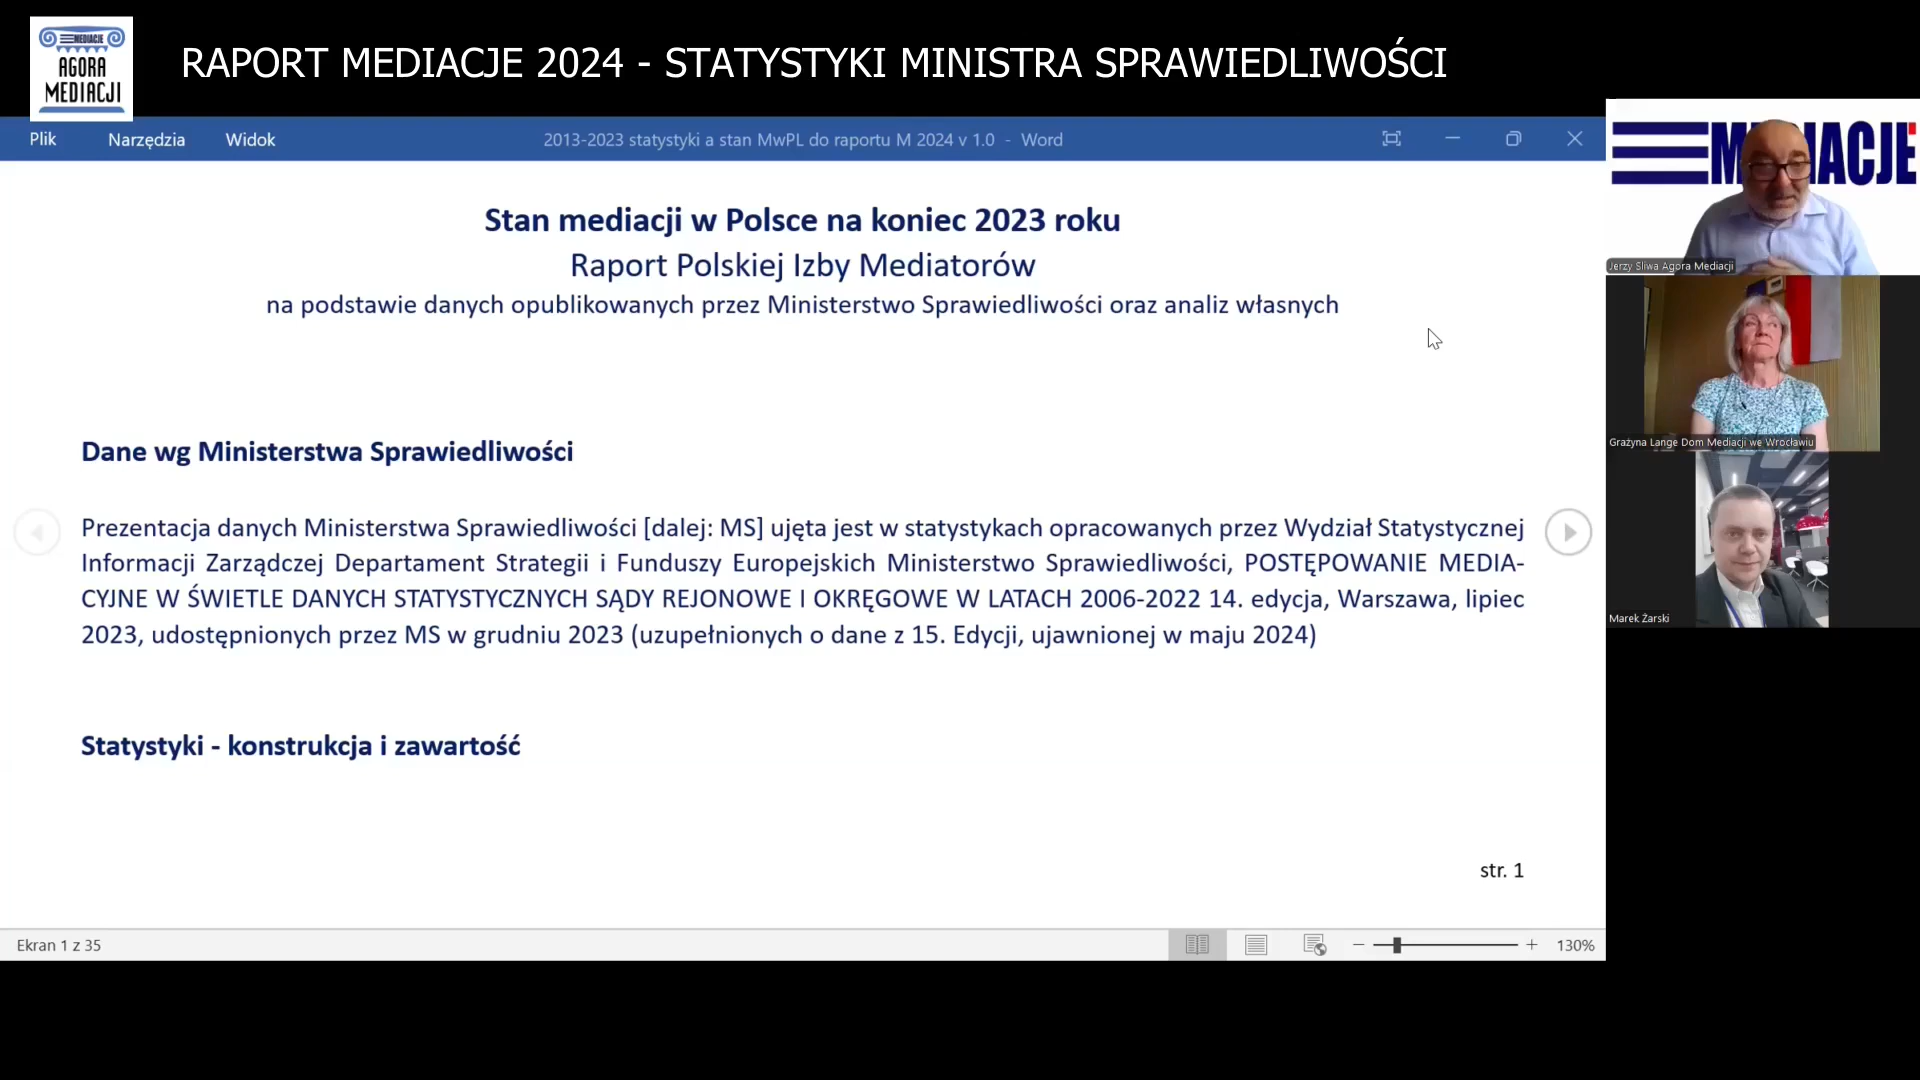 MEDIACJE
AGORA
MEDIACJI
RAPORT MEDIACJE 2024 - STATYSTYKI MINISTRA SPRAWIEDLIWOŚCI
Plik Narzędzia Widok 2013-2023 statystyki a stan MwPL do raportu M 2024 v 1.0 - Word
Stan mediacji w Polsce na koniec 2023 roku
Raport Polskiej Izby Mediatorów
na podstawie danych opublikowanych przez Ministerstwo Sprawiedliwości oraz analiz własnych
Dane wg Ministerstwa Sprawiedliwości
Prezentacja danych Ministerstwa Sprawiedliwości [dalej: MS] ujęta jest w statystykach opracowanych przez Wydział Statystycznej
Informacji Zarządczej Departament Strategii i Funduszy Europejskich Ministerstwo Sprawiedliwości, POSTĘPOWANIE MEDIA-
CYJNE W ŚWIETLE DANYCH STATYSTYCZNYCH SĄDY REJONOWE I OKRĘGOWE W LATACH 2006-2022 14. edycja, Warszawa, lipiec
2023, udostępnionych przez MS w grudniu 2023 (uzupełnionych o dane z 15. Edycji, ujawnionej w maju 2024)
Statystyki - konstrukcja i zawartość
str. 1
Ekran 1 z 35
130%
Jerzy Śliwa Agora Mediacji
Grażyna Lange Dom Mediacji we Wrocławiu
Marek Żarski